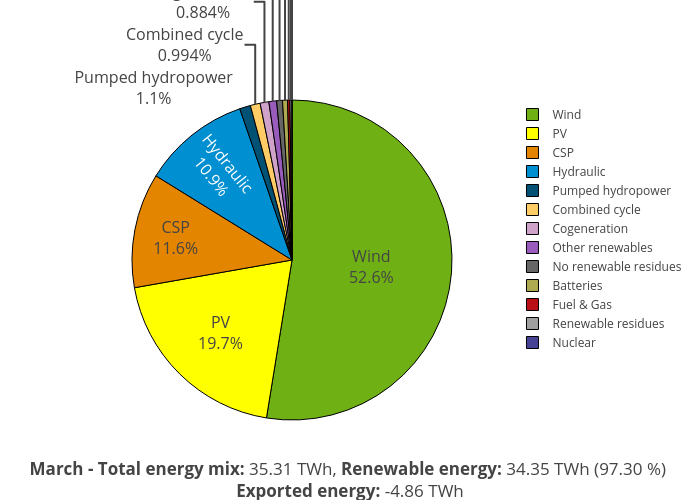 0.884%
Combined cycle
0.994%
Pumped hydropower
1.1%
Hydraulic
10.9%
CSP
11.6%
Wind
52.6%
PV
19.7%
Wind
PV
CSP
Hydraulic
Pumped hydropower
Combined cycle
Cogeneration
Other renewables
No renewable residues
Batteries
Fuel & Gas
Renewable residues
Nuclear
March - Total energy mix: 35.31 TWh, Renewable energy: 34.35 TWh (97.30 %)
Exported energy: -4.86 TWh